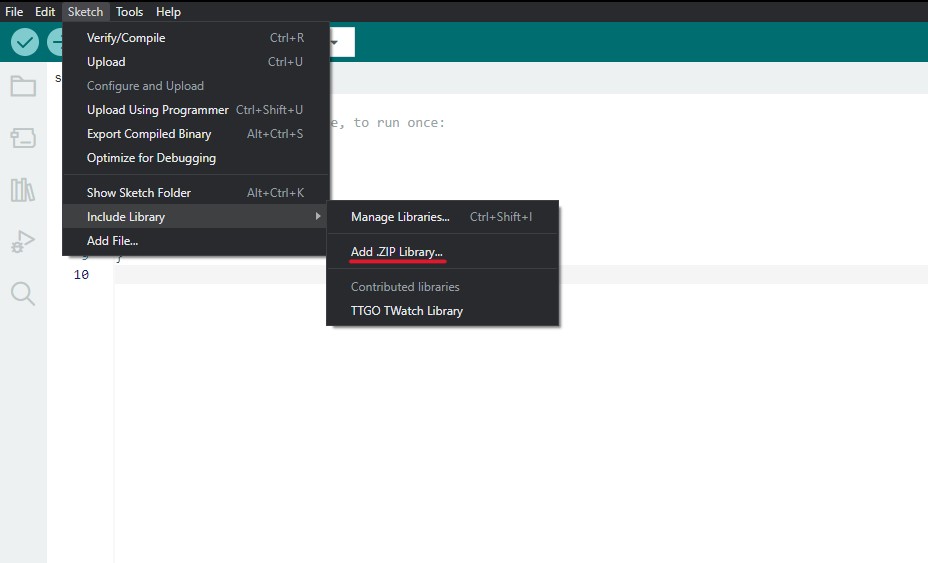 File Edit Sketch Tools Help
s
Verify/Compile Ctrl+R
Upload Ctrl+U
Configure and Upload
e, to run once:
Upload Using Programmer Ctrl+Shift+U
Export Compiled Binary Alt+Ctrl+S
Optimize for Debugging
Show Sketch Folder Alt+Ctrl+K
Include Library
Manage Libraries... Ctrl+Shift+I
Add File...
Add .ZIP Library...
9 }
10
Contributed libraries
TTGO TWatch Library